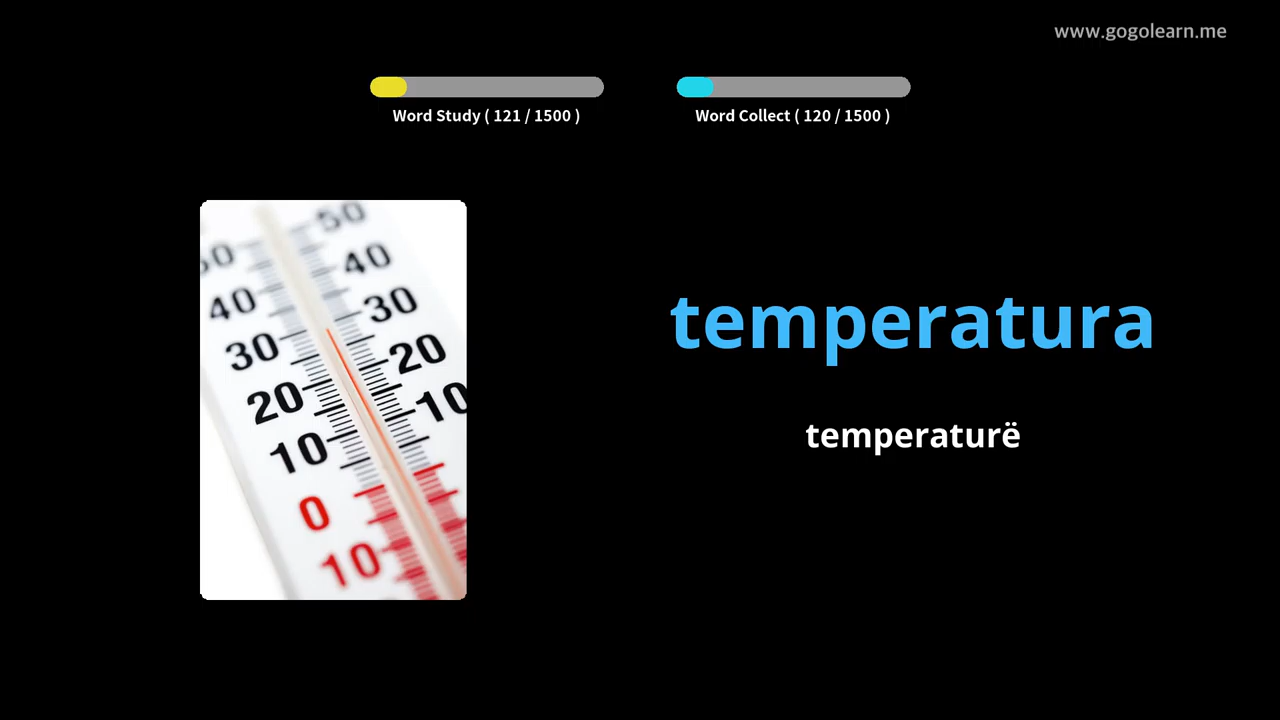 www.gogolearn.me
Word Study ( 121 / 1500 )
Word Collect ( 120 / 1500 )
50
40
40
30
30
20
20
10
10
0
10
temperatura
temperaturë